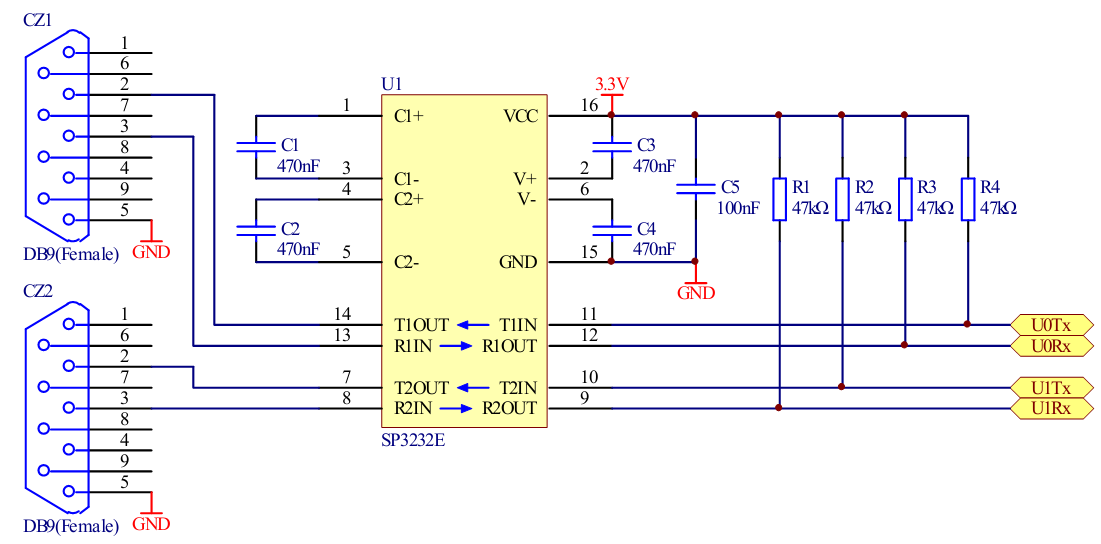 CZ1
1
6
2
7
3
8
4
9
5
GND
DB9(Female)
CZ2
1
6
2
7
3
8
4
9
5
GND
DB9(Female)
C1
470nF
C2
470nF
U1
1 C1+ VCC 16
3 C1- V+ 2
4 C2+ V- 6
5 C2- GND 15
14 T1OUT T1IN 11
13 R1IN R1OUT 12
7 T2OUT T2IN 10
8 R2IN R2OUT 9
SP3232E
3.3V
C3
470nF
C4
470nF
C5
100nF
GND
R1
47kΩ
R2
47kΩ
R3
47kΩ
R4
47kΩ
U0Tx
U0Rx
U1Tx
U1Rx